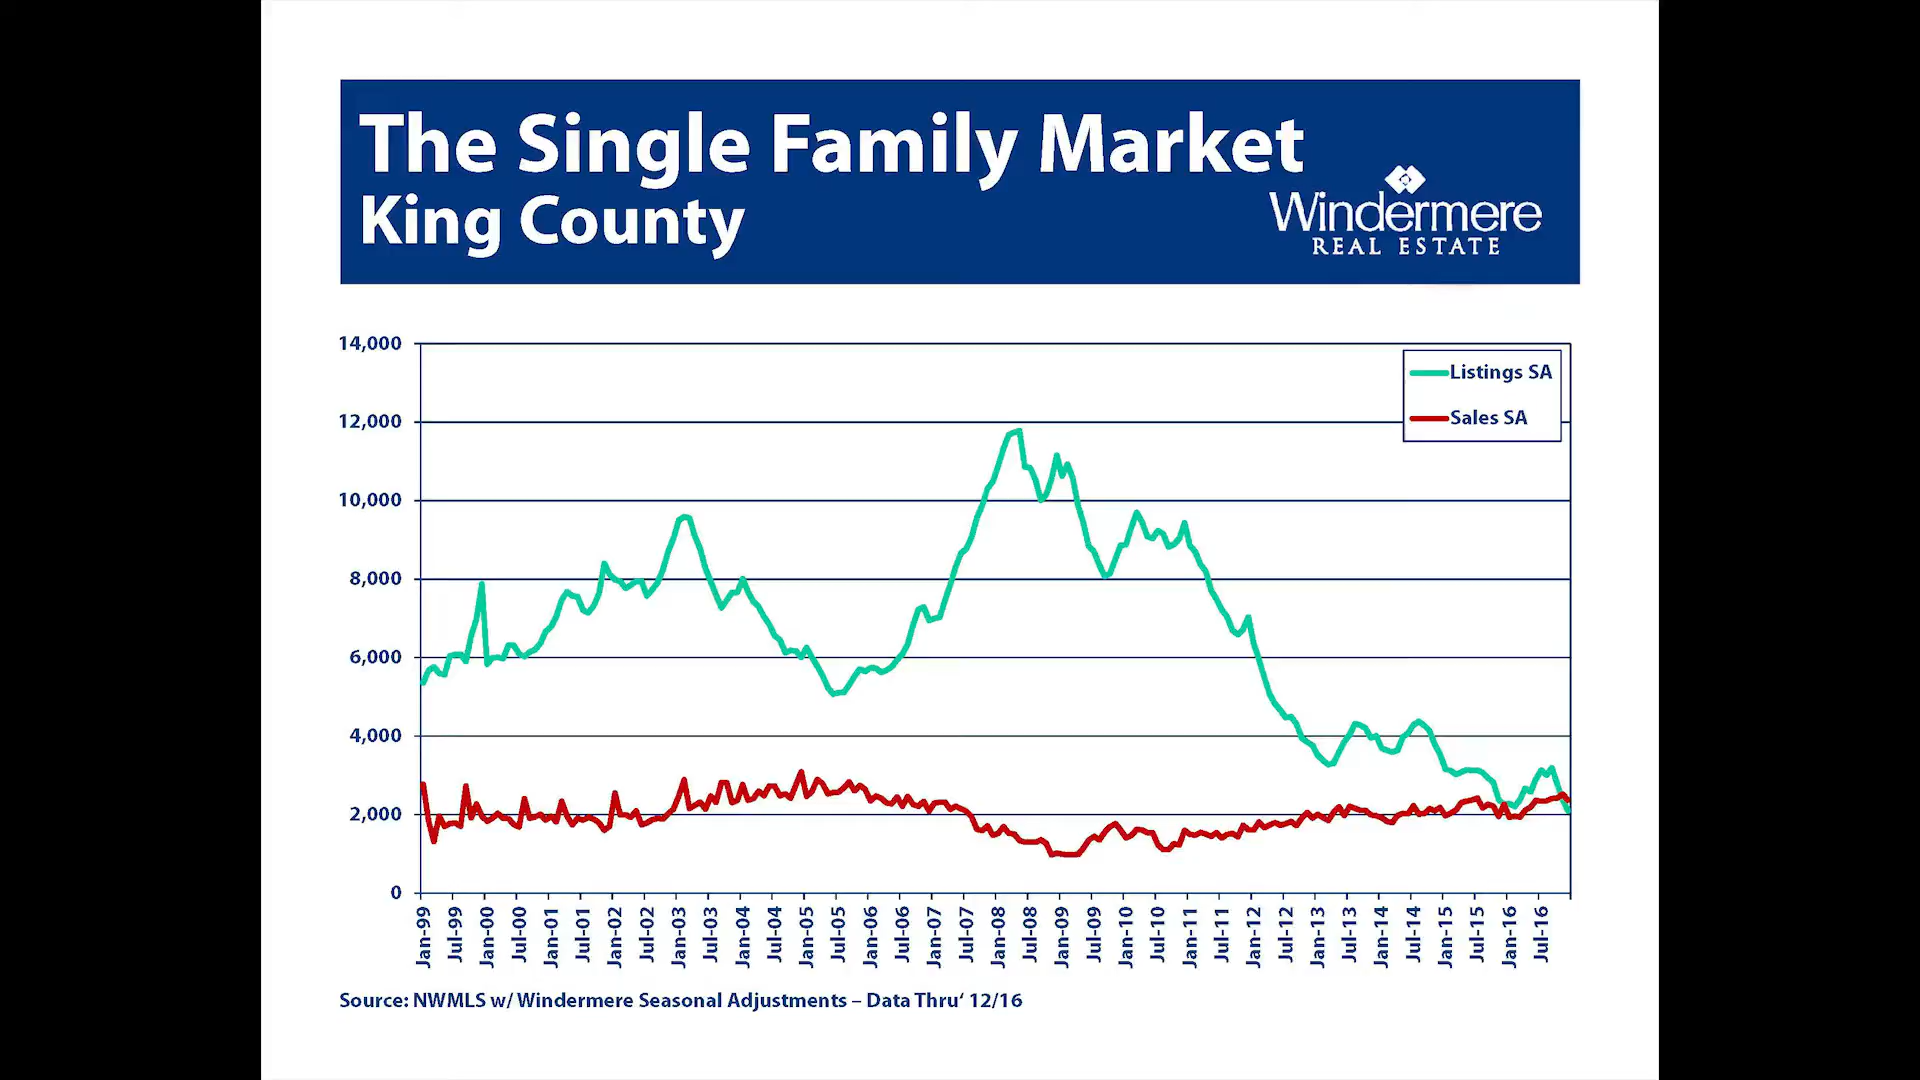 The Single Family Market
King County
Windermere
REAL ESTATE
14,000
12,000
10,000
8,000
6,000
4,000
2,000
0
Listings SA
Sales SA
Jan-99
Jul-99
Jan-00
Jul-00
Jan-01
Jul-01
Jan-02
Jul-02
Jan-03
Jul-03
Jan-04
Jul-04
Jan-05
Jul-05
Jan-06
Jul-06
Jan-07
Jul-07
Jan-08
Jul-08
Jan-09
Jul-09
Jan-10
Jul-10
Jan-11
Jul-11
Jan-12
Jul-12
Jan-13
Jul-13
Jan-14
Jul-14
Jan-15
Jul-15
Jan-16
Jul-16
Source: NWMLS w/ Windermere Seasonal Adjustments – Data Thru‘ 12/16